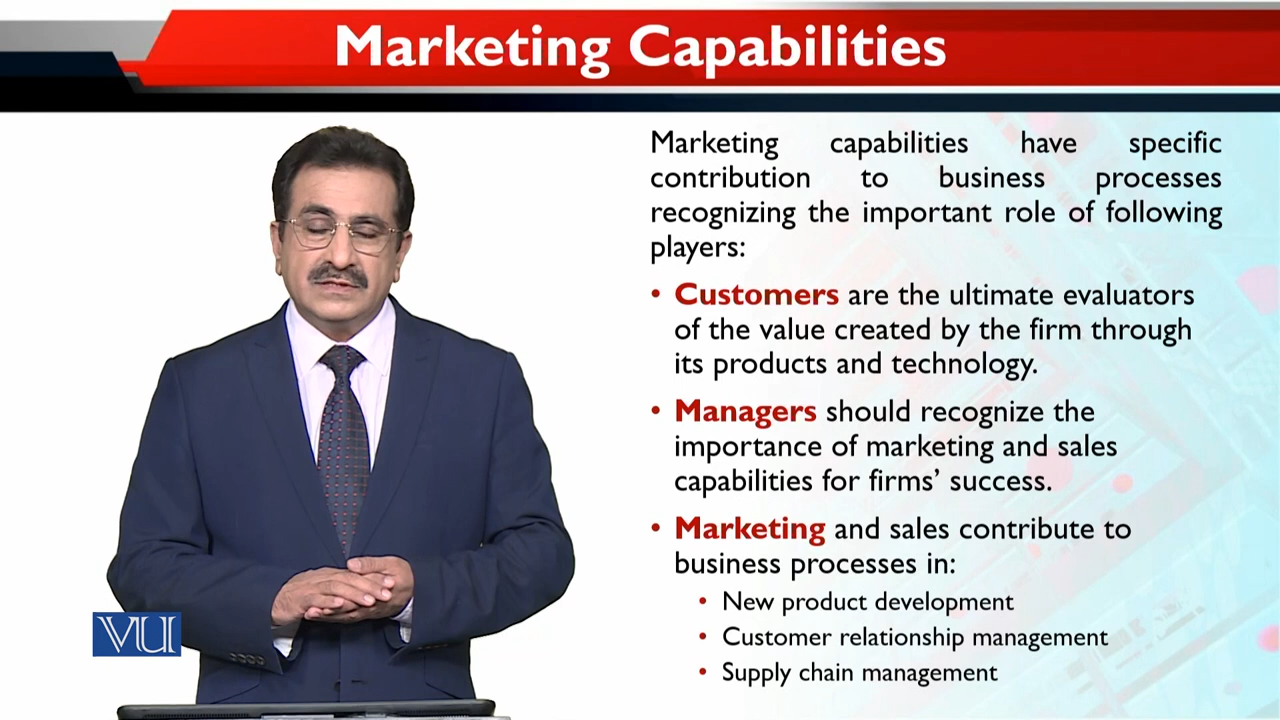 Marketing Capabilities
Marketing capabilities have specific
contribution to business processes
recognizing the important role of following
players:
• Customers are the ultimate evaluators
of the value created by the firm through
its products and technology.
• Managers should recognize the
importance of marketing and sales
capabilities for firms’ success.
• Marketing and sales contribute to
business processes in:
• New product development
• Customer relationship management
• Supply chain management
VU